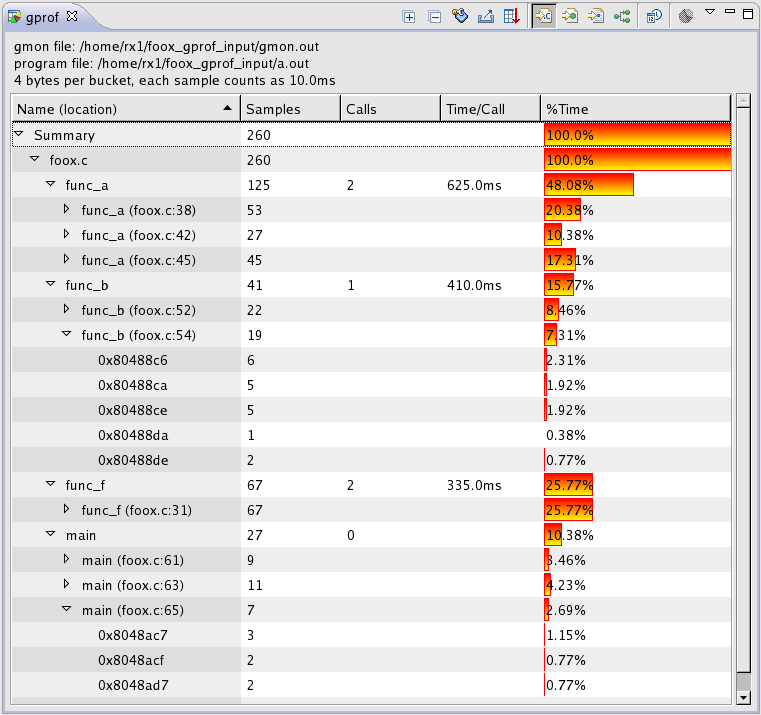 gprof
gmon file: /home/rx1/foox_gprof_input/gmon.out
program file: /home/rx1/foox_gprof_input/a.out
4 bytes per bucket, each sample counts as 10.0ms
Name (location) Samples Calls Time/Call %Time
Summary 260 100.0%
foox.c 260 100.0%
func_a 125 2 625.0ms 48.08%
func_a (foox.c:38) 53 20.38%
func_a (foox.c:42) 27 10.38%
func_a (foox.c:45) 45 17.31%
func_b 41 1 410.0ms 15.77%
func_b (foox.c:52) 22 8.46%
func_b (foox.c:54) 19 7.31%
0x80488c6 6 2.31%
0x80488ca 5 1.92%
0x80488ce 5 1.92%
0x80488da 1 0.38%
0x80488de 2 0.77%
func_f 67 2 335.0ms 25.77%
func_f (foox.c:31) 67 25.77%
main 27 0 10.38%
main (foox.c:61) 9 3.46%
main (foox.c:63) 11 4.23%
main (foox.c:65) 7 2.69%
0x8048ac7 3 1.15%
0x8048acf 2 0.77%
0x8048ad7 2 0.77%